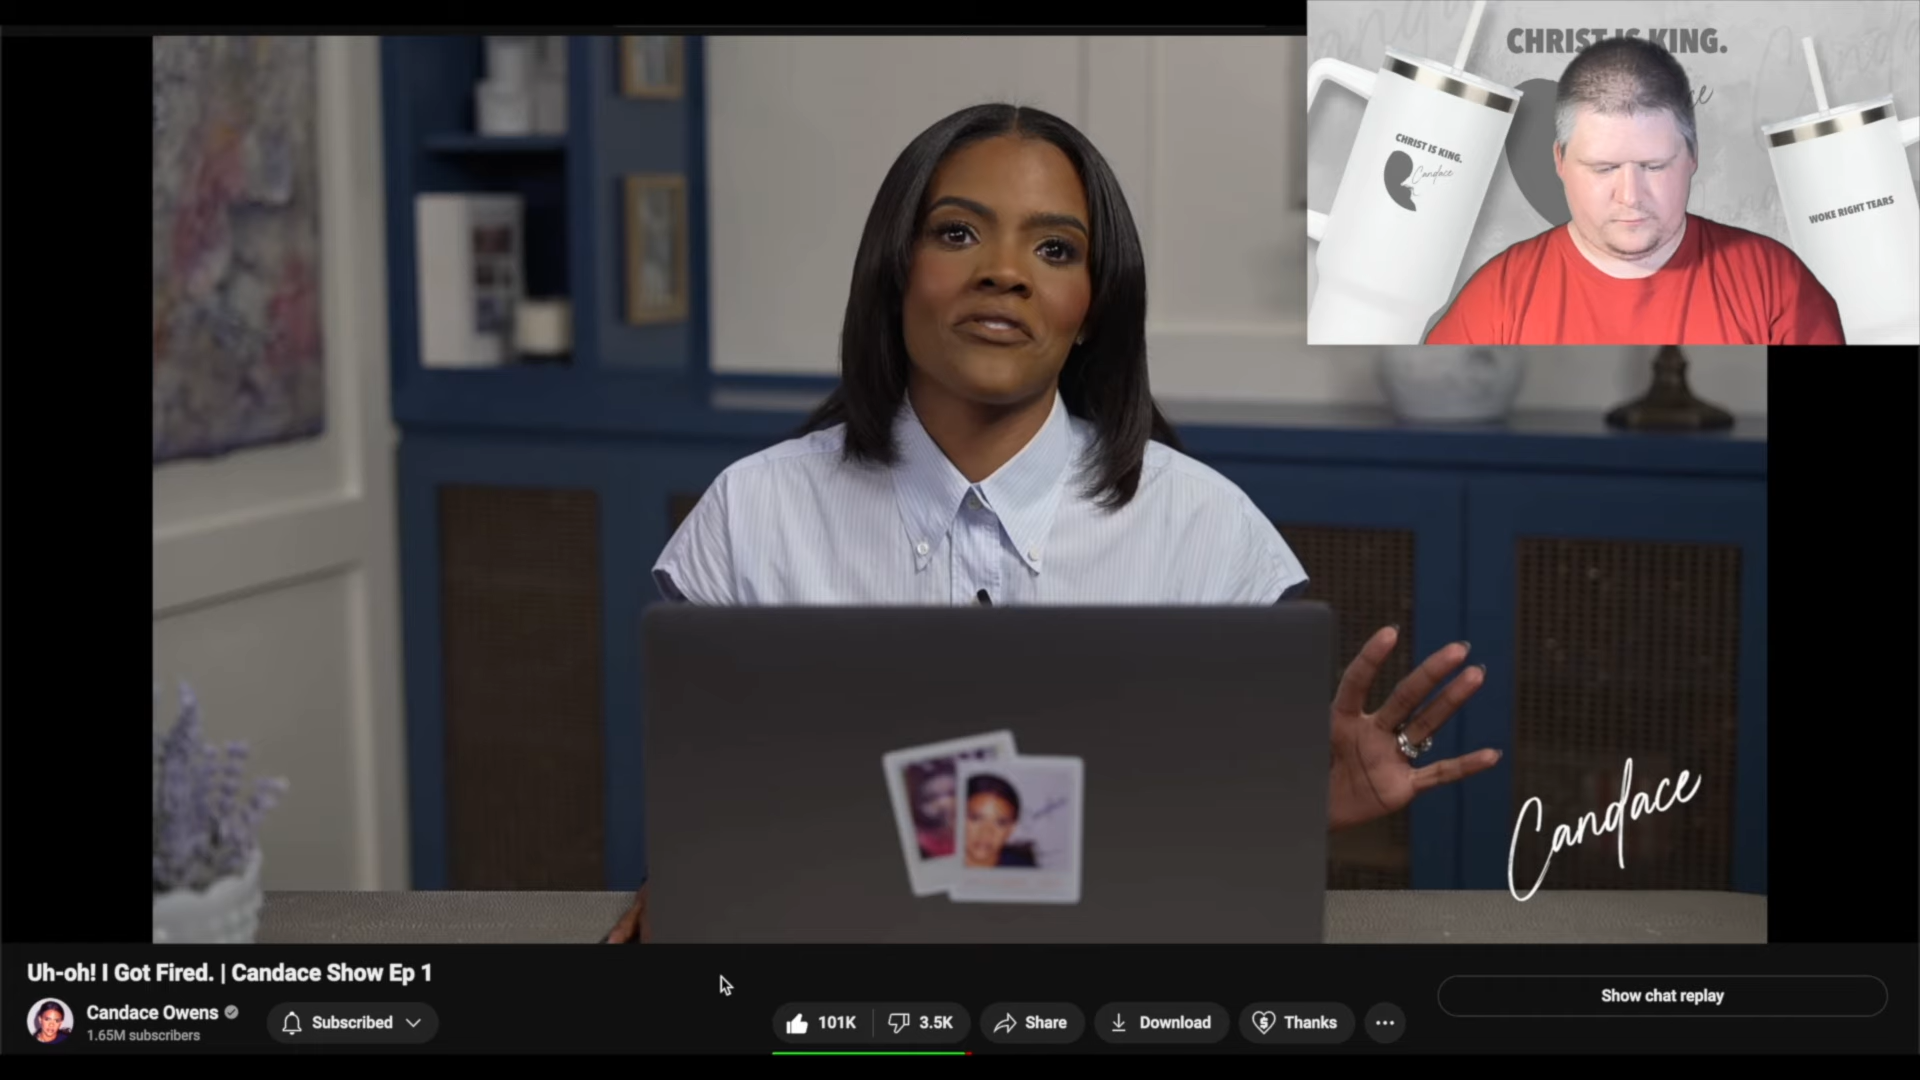 CHRIST IS KING.
CHRIST IS KING.
Candace
WOKE RIGHT TEARS
Candace
Uh-oh! I Got Fired. | Candace Show Ep 1
Candace Owens
1.65M subscribers
Subscribed
101K
3.5K
Share
Download
Thanks
Show chat replay